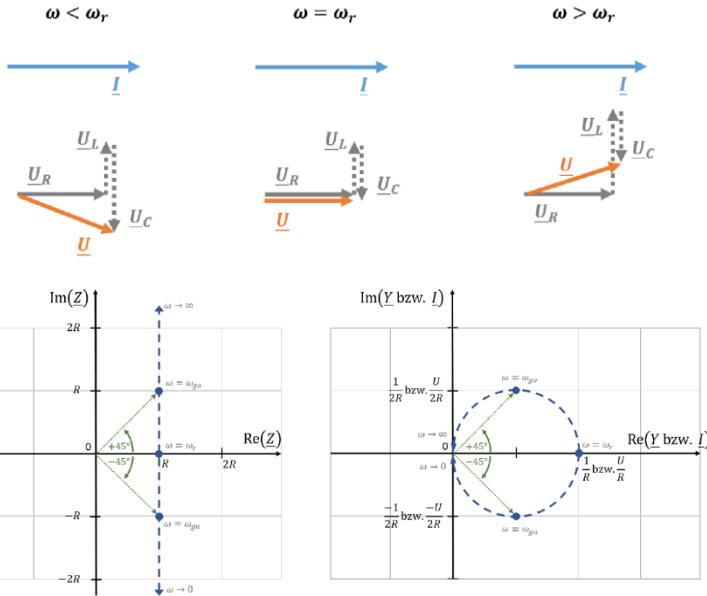 ω < ω_r
ω = ω_r
ω > ω_r
I
I
I
U_L
U_R
U_C
U
U_L
U_R
U_C
U
U_L
U
U_C
U_R
Im(Z)
ω → ∞
2R
R
ω = ω_go
+45°
0
ω = ω_r
Re(Z)
−45°
R
2R
−R
ω = ω_gu
−2R
ω → 0
Im(Y bzw. I)
ω = ω_go
1/2R bzw. U/2R
ω → ∞
+45°
0
ω = ω_r
Re(Y bzw. I)
ω → 0
−45°
1/R bzw. U/R
−1/2R bzw. −U/2R
ω = ω_gu